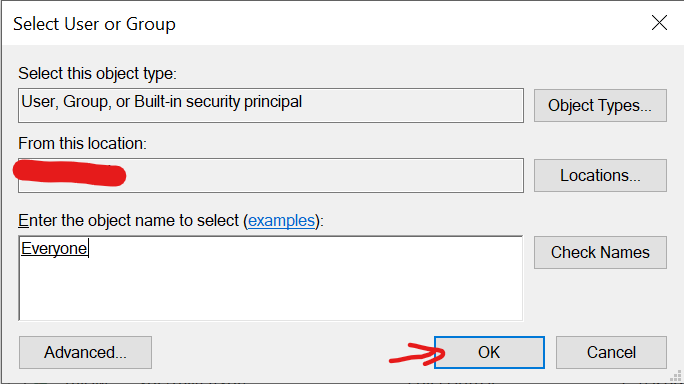 Select User or Group
Select this object type:
User, Group, or Built-in security principal
Object Types...
From this location:
Locations...
Enter the object name to select (examples):
Everyone
Check Names
Advanced...
OK
Cancel